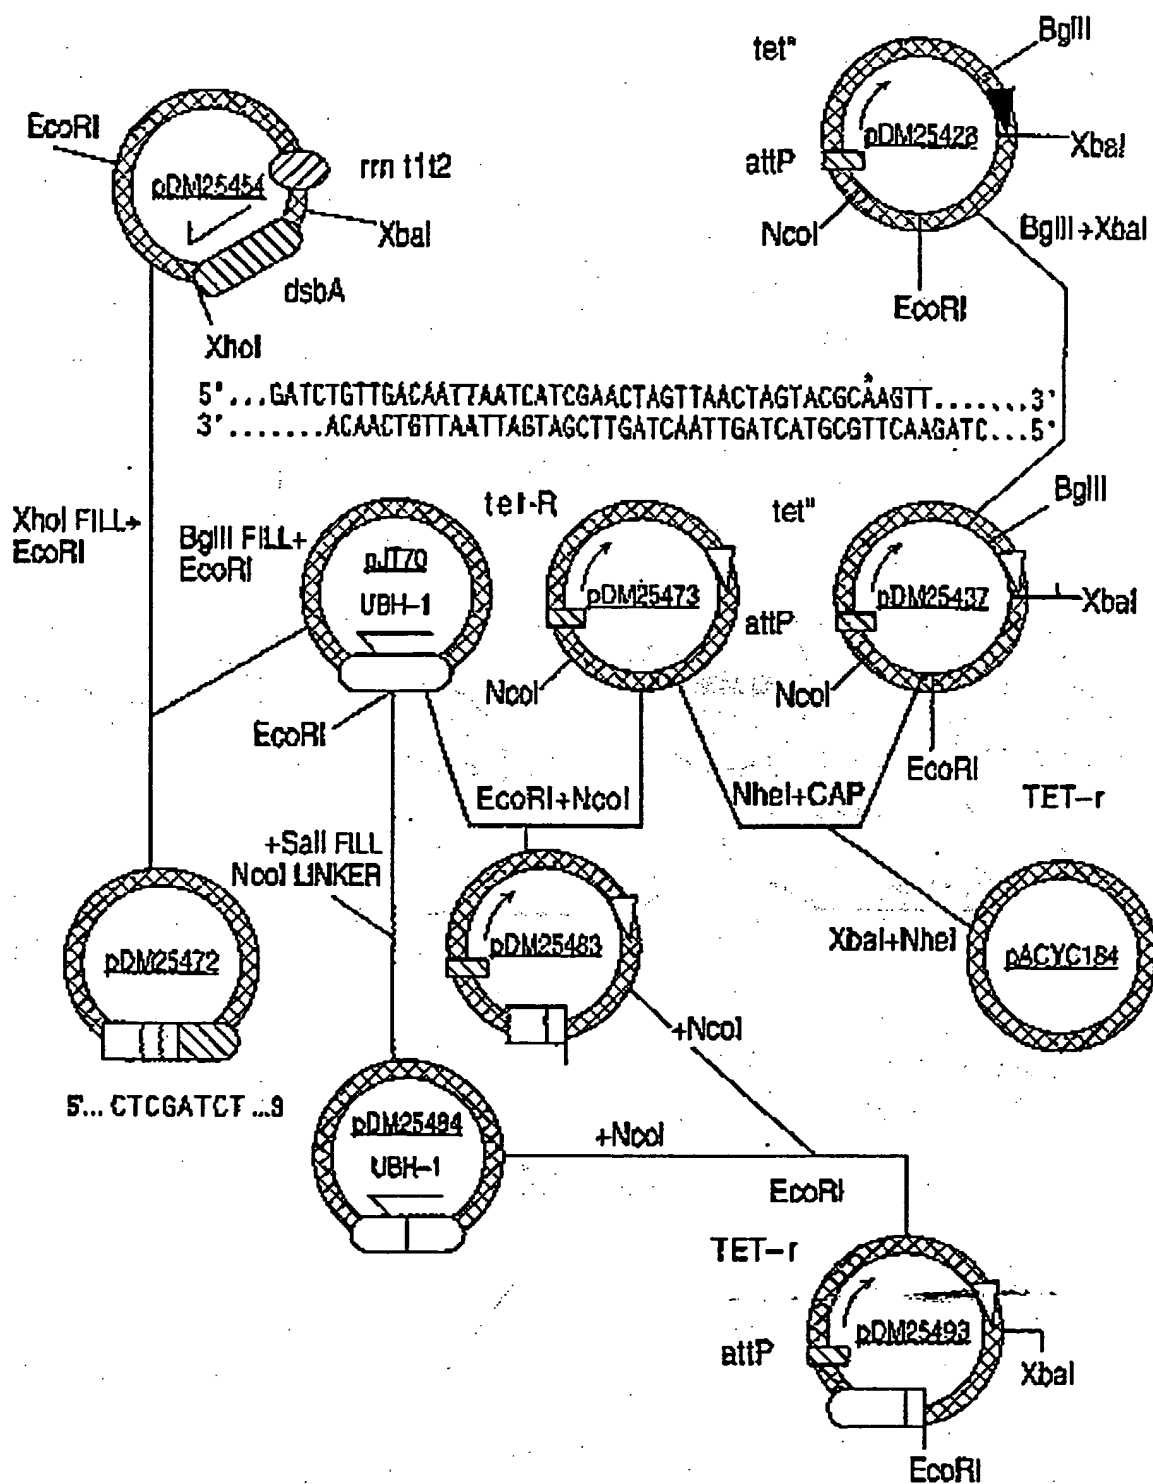 tet"
BglII
EcoRI
pDM25428
rrn t1t2
XbaI
attP
pDM25454
XbaI
NcoI
BglII+XbaI
dsbA
EcoRI
XhoI
5"...GATCTGTTGACAATTAATCATCGAACTAGTTAACTAGTACGCAAGTT.......3'
*
3'.......ACAACTGTTAATTAGTAGCTTGATCAATTGATCATGCGTTCAAGATC...5'
tet-R
tet"
BglII
XhoI FILL+
EcoRI
BglII FILL+
EcoRI
pJT70
UBH-1
pDM25473
attP
pDM25437
XbaI
NcoI
NcoI
EcoRI
EcoRI
EcoRI+NcoI
NheI+CAP
TET-r
+SalI FILL
NcoI LINKER
pDM25472
pDM25483
XbaI+NheI
pACYC184
+NcoI
5'... CTCGATCT ...9
pDM25484
UBH-1
+NcoI
EcoRI
TET-r
pDM25493
attP
XbaI
EcoRI